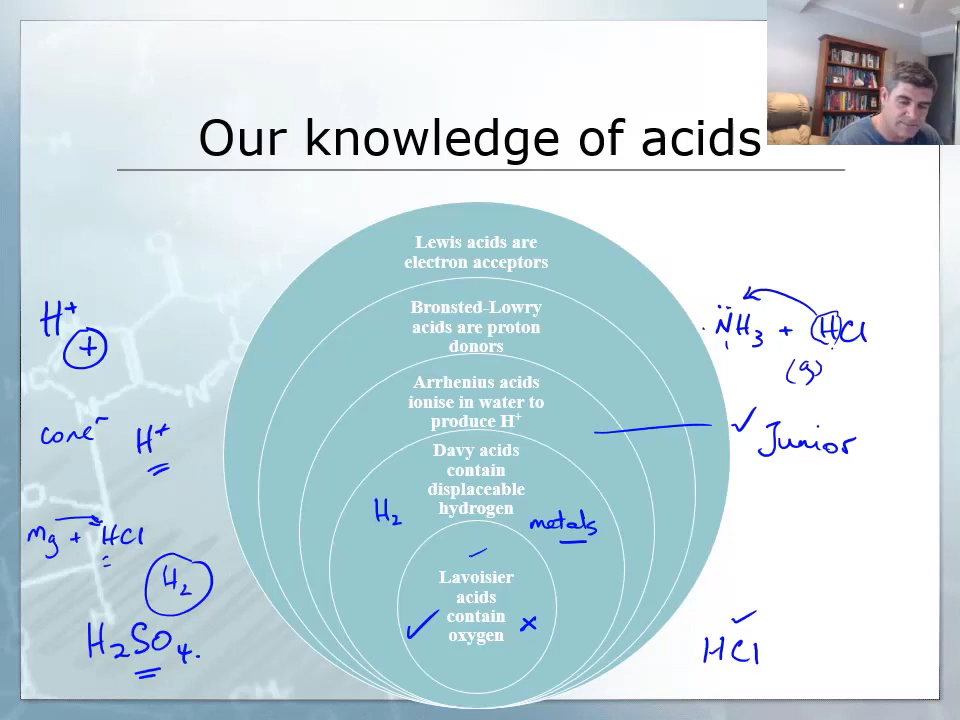 Our knowledge of acids
Lewis acids are
electron acceptors
Bronsted-Lowry
acids are proton
donors
Arrhenius acids
ionise in water to
produce H⁺
Davy acids
contain
displaceable
hydrogen
H₂
metals
Lavoisier
acids
contain
oxygen
H⁺
+
H⁺
Mg + HCl
H₂
H₂SO₄.
NH₃ + HCl
(g)
Junior
HCl